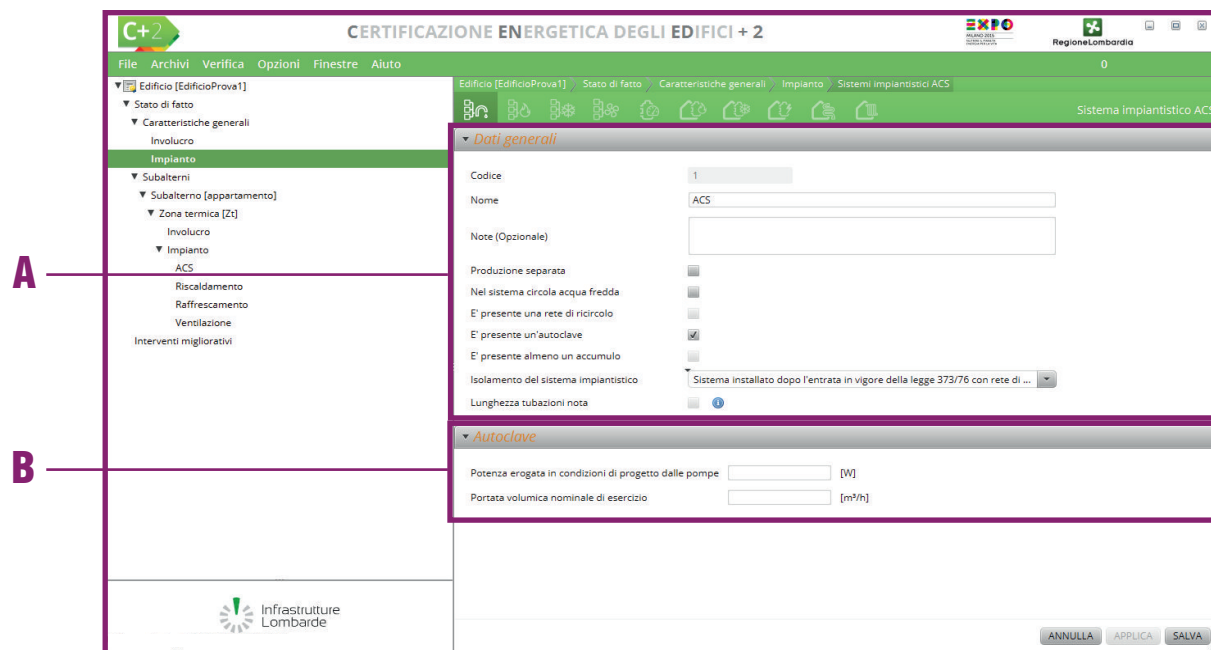 C+2
CERTIFICAZIONE ENERGETICA DEGLI EDIFICI + 2
EXPO
MILANO 2015
RegioneLombardia
File Archivi Verifica Opzioni Finestre Aiuto
0
Edificio [EdificioProva1]
Stato di fatto
Caratteristiche generali
Involucro
Impianto
Subalterni
Subalterno [appartamento]
Zona termica [Zt]
Involucro
Impianto
ACS
Riscaldamento
Raffrescamento
Ventilazione
Interventi migliorativi
Edificio [EdificioProva1] / Stato di fatto / Caratteristiche generali / Impianto / Sistemi impiantistici ACS
Sistema impiantistico ACS
A
Dati generali
Codice 1
Nome ACS
Note (Opzionale)
Produzione separata
Nel sistema circola acqua fredda
E' presente una rete di ricircolo
E' presente un'autoclave
E' presente almeno un accumulo
Isolamento del sistema impiantistico Sistema installato dopo l'entrata in vigore della legge 373/76 con rete di ...
Lunghezza tubazioni nota
B
Autoclave
Potenza erogata in condizioni di progetto dalle pompe [W]
Portata volumica nominale di esercizio [m³/h]
Infrastrutture
Lombarde
ANNULLA APPLICA SALVA